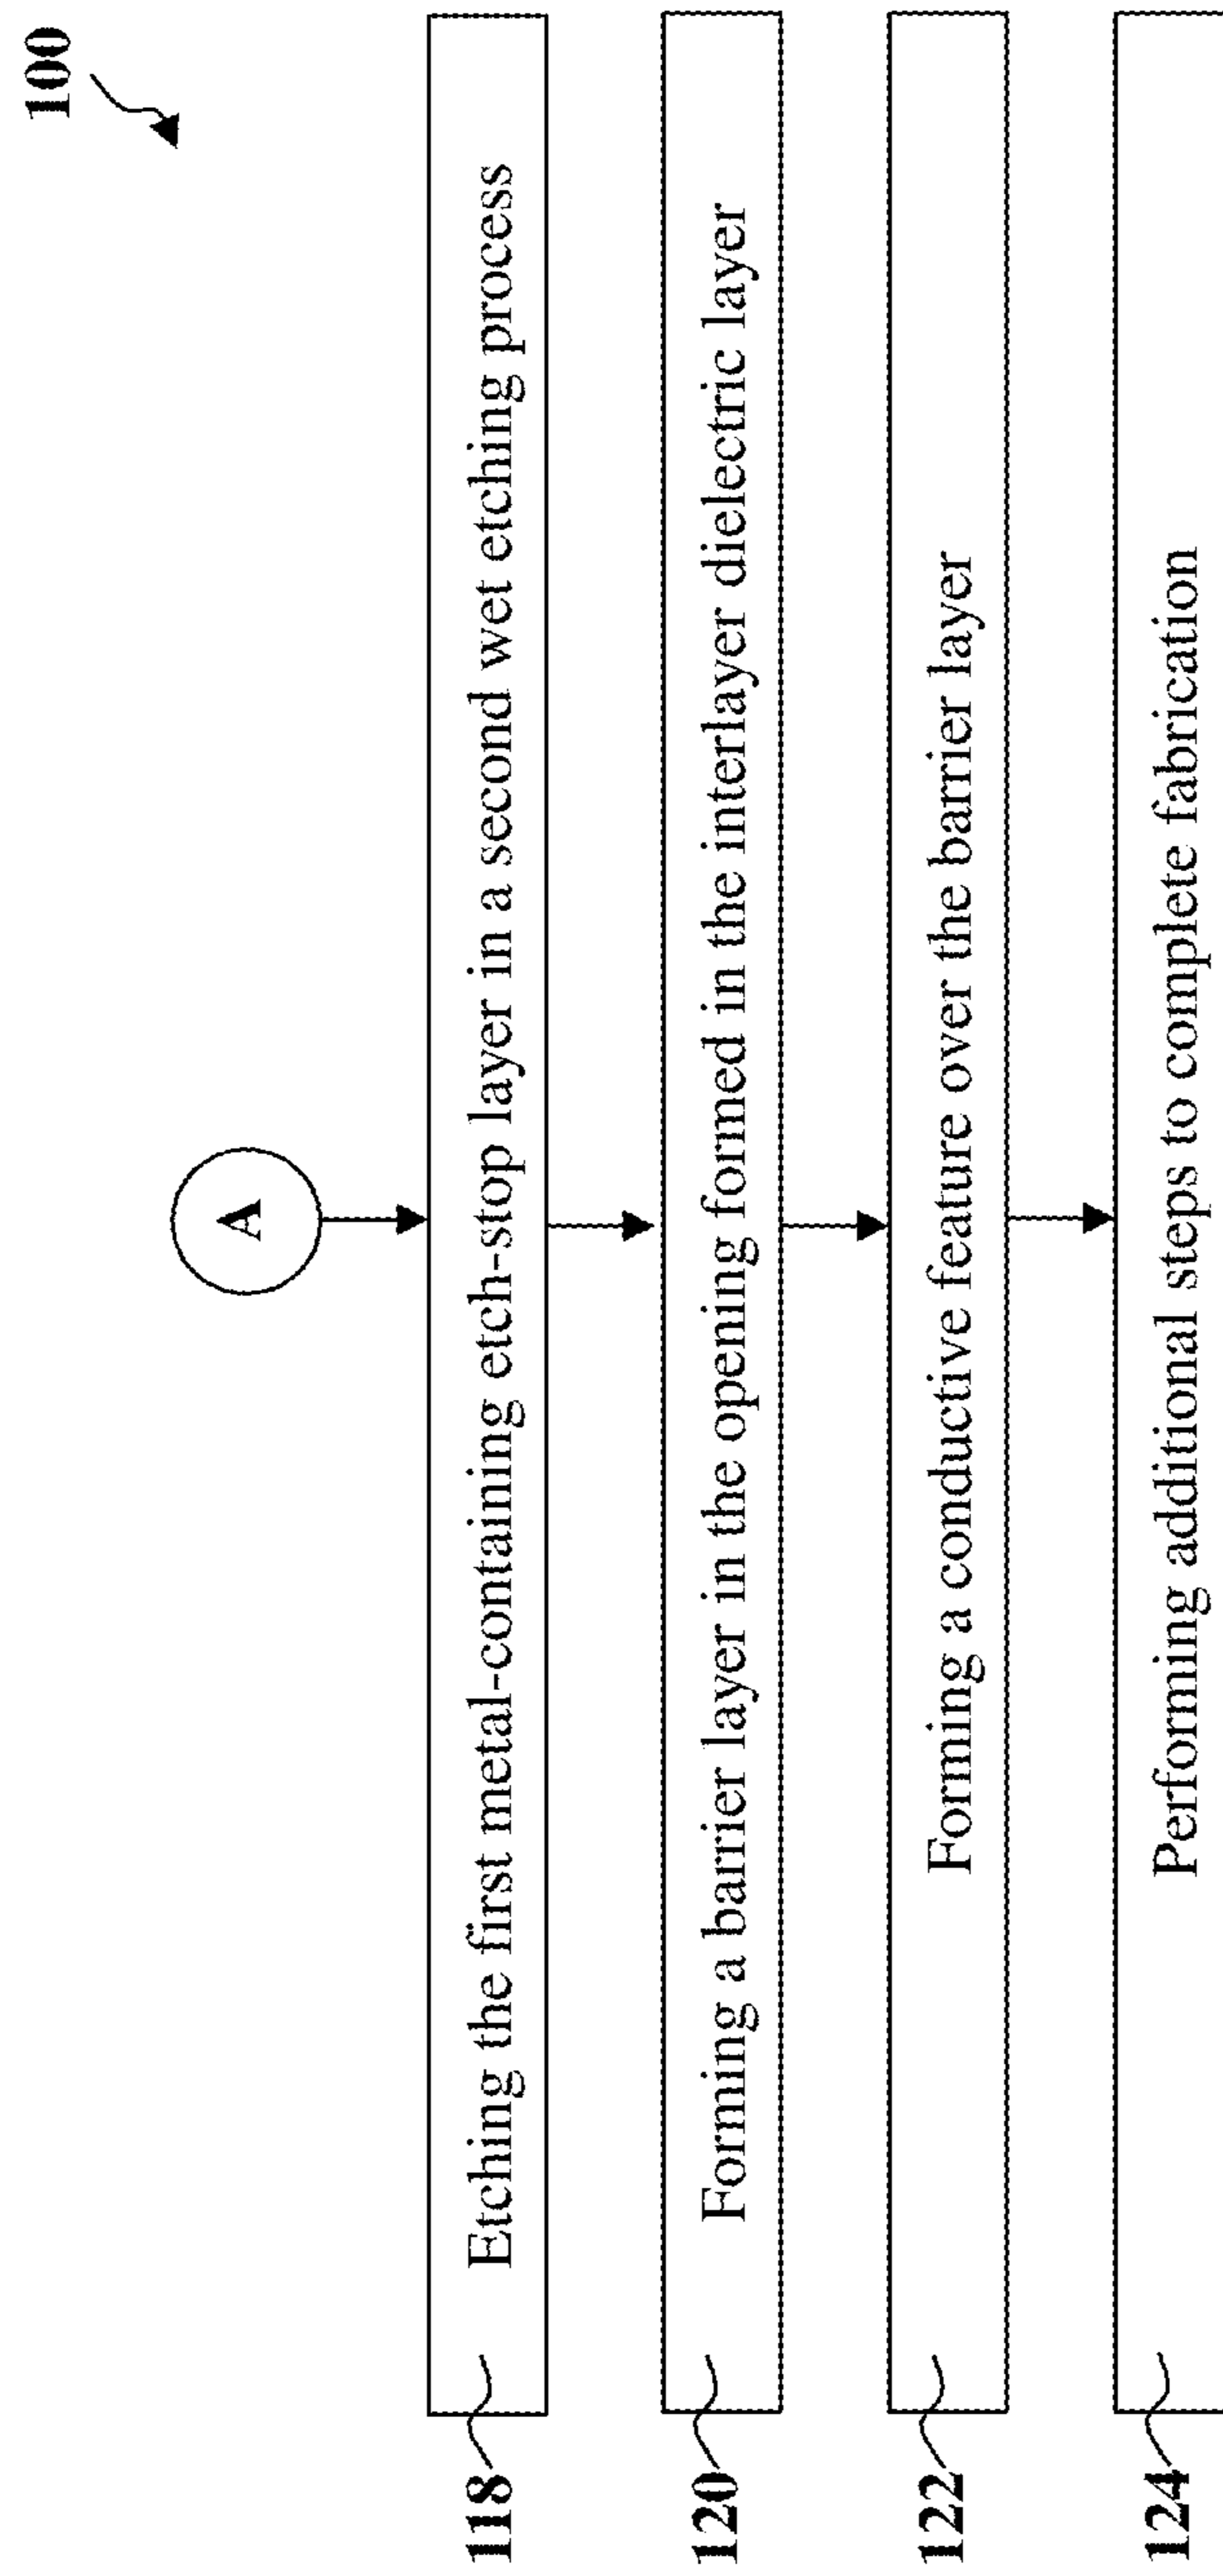 100
A
118
Etching the first metal-containing etch-stop layer in a second wet etching process
120
Forming a barrier layer in the opening formed in the interlayer dielectric layer
122
Forming a conductive feature over the barrier layer
124
Performing additional steps to complete fabrication